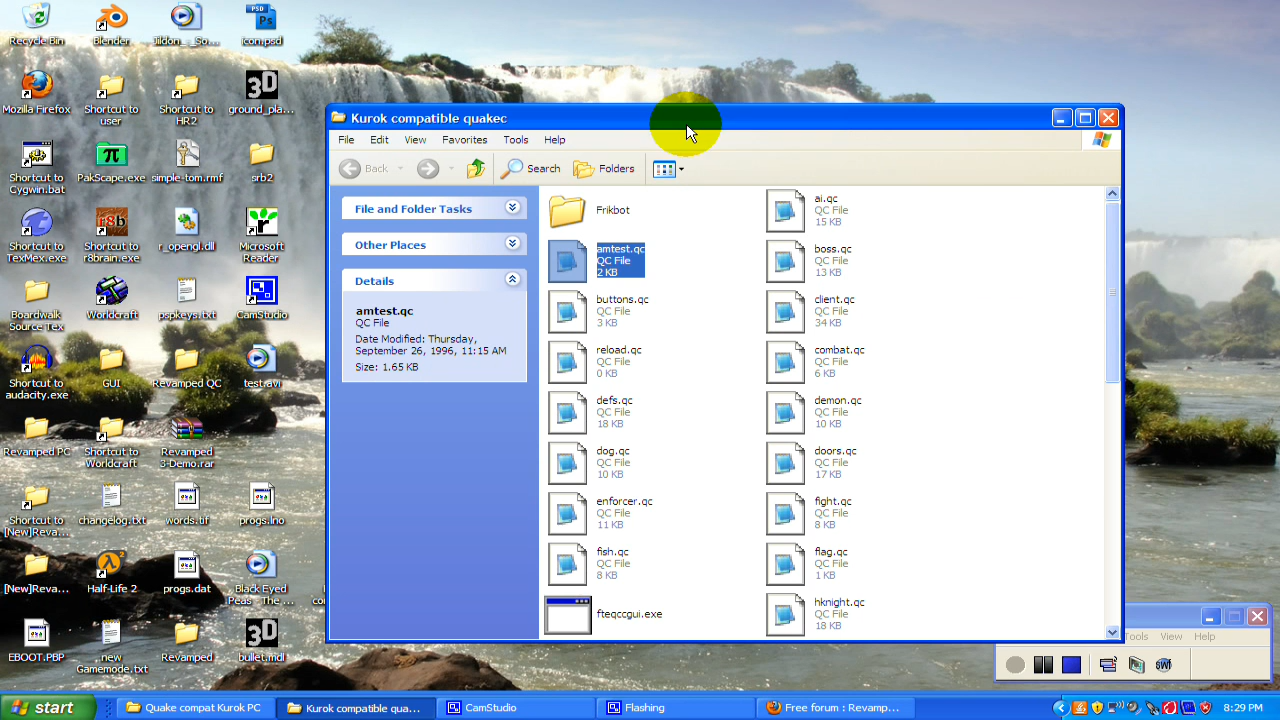 Recycle Bin
Blender
Jildon_-_So...
icon.psd
Mozilla Firefox
Shortcut to user
Shortcut to HR2
ground_pla...
Shortcut to Cygwin.bat
PakScape.exe
simple-tom.rmf
srb2
Shortcut to TexMex.exe
Shortcut to r8brain.exe
r_opengl.dll
Microsoft Reader
Boardwalk Source Tex
Worldcraft
pspkeys.txt
CamStudio
Shortcut to audacity.exe
GUI
Revamped QC
test.avi
Revamped PC
Shortcut to Worldcraft
Revamped 3-Demo.rar
Shortcut to [New]Reva...
changelog.txt
words.tif
progs.lno
[New]Reva...
Half-Life 2
progs.dat
Black Eyed Peas - The ...
EBOOT.PBP
new Gamemode.txt
Revamped
bullet.mdl
Kurok compatible quakec
File Edit View Favorites Tools Help
Back Search Folders
File and Folder Tasks
Other Places
Details
amtest.qc
QC File
Date Modified: Thursday,
September 26, 1996, 11:15 AM
Size: 1.65 KB
Frikbot
ai.qc
QC File
15 KB
amtest.qc
QC File
2 KB
boss.qc
QC File
13 KB
buttons.qc
QC File
3 KB
client.qc
QC File
34 KB
reload.qc
QC File
0 KB
combat.qc
QC File
6 KB
defs.qc
QC File
18 KB
demon.qc
QC File
10 KB
dog.qc
QC File
10 KB
doors.qc
QC File
17 KB
enforcer.qc
QC File
11 KB
fight.qc
QC File
8 KB
fish.qc
QC File
8 KB
flag.qc
QC File
1 KB
fteqccgui.exe
hknight.qc
QC File
18 KB
Tools View Help
start
Quake compat Kurok PC
Kurok compatible qua...
CamStudio
Flashing
Free forum : Revamp...
8:29 PM